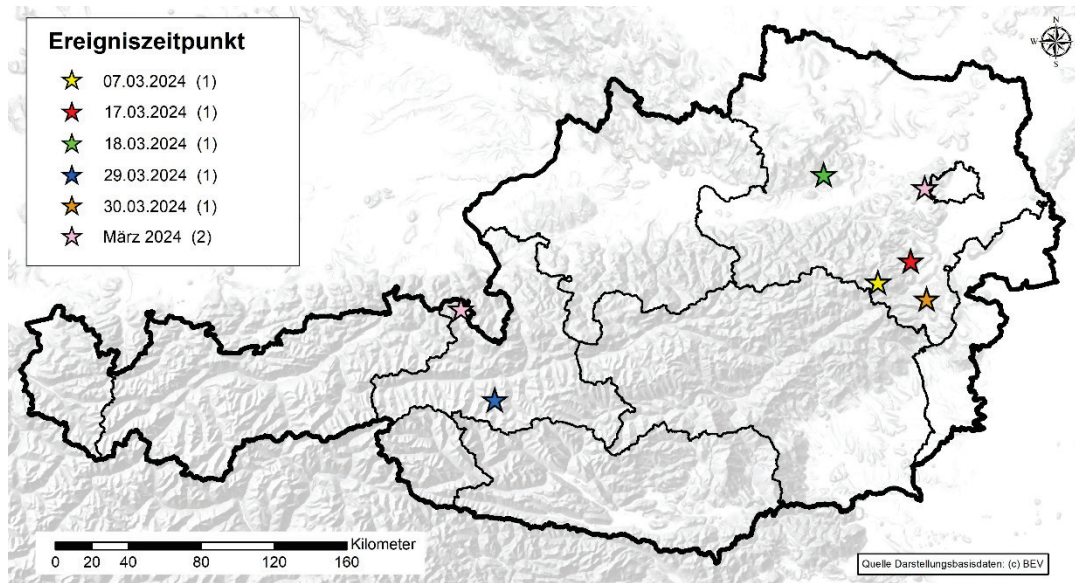 Ereigniszeitpunkt
07.03.2024 (1)
17.03.2024 (1)
18.03.2024 (1)
29.03.2024 (1)
30.03.2024 (1)
März 2024 (2)
N
W E
S
Kilometer
0 20 40 80 120 160
Quelle Darstellungsbasisdaten: (c) BEV